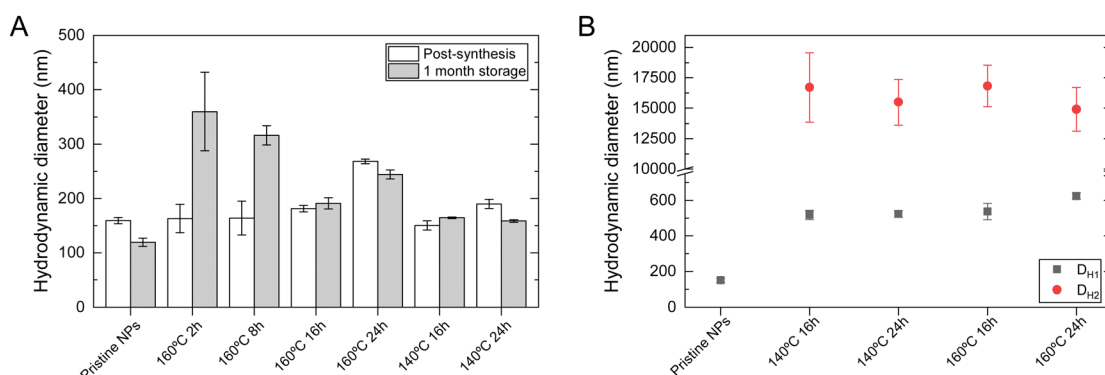 A
Hydrodynamic diameter (nm)
500
400
300
200
100
0
Post-synthesis
1 month storage
Pristine NPs
160ºC 2h
160ºC 8h
160ºC 16h
160ºC 24h
140ºC 16h
140ºC 24h
B
Hydrodynamic diameter (nm)
20000
17500
15000
12500
10000
600
400
200
0
D_H1
D_H2
Pristine NPs
140ºC 16h
140ºC 24h
160ºC 16h
160ºC 24h